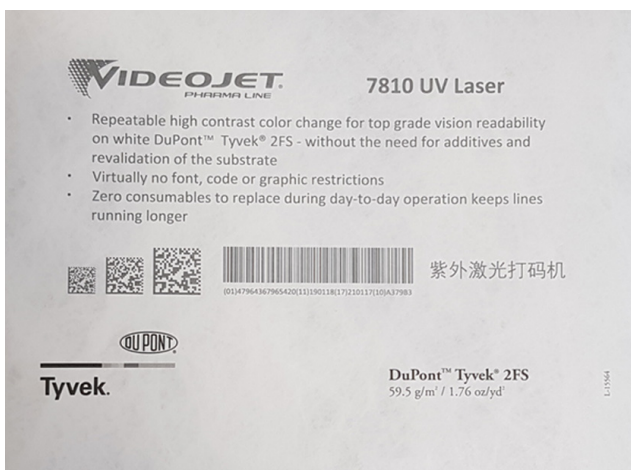 VIDEOJET.
PHARMA LINE
7810 UV Laser
· Repeatable high contrast color change for top grade vision readability
on white DuPont™ Tyvek® 2FS - without the need for additives and
revalidation of the substrate
· Virtually no font, code or graphic restrictions
· Zero consumables to replace during day-to-day operation keeps lines
running longer
紫外激光打码机
(01)47964367965420(11)190118(17)210117(10)A379B3
DUPONT
Tyvek.
DuPont™ Tyvek® 2FS
59.5 g/m² / 1.76 oz/yd²
L-15564